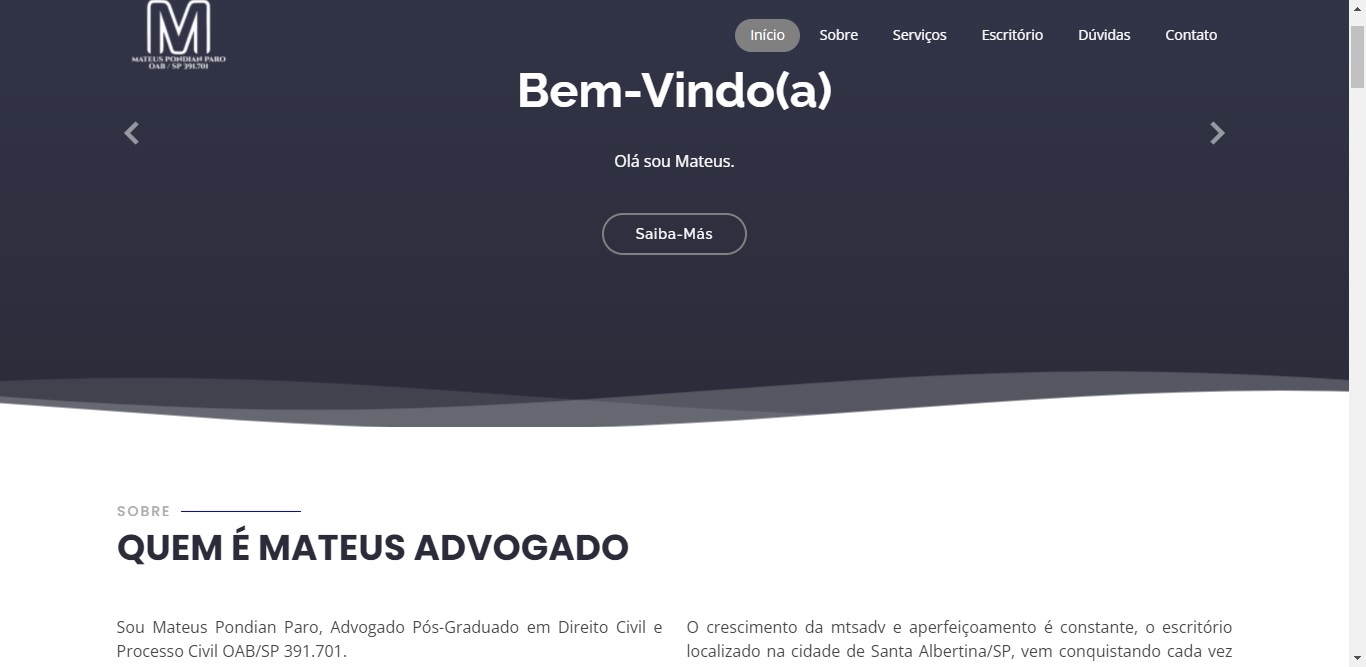 M
MATEUS PONDIAN PARO
OAB / SP 391.701
Início Sobre Serviços Escritório Dúvidas Contato
Bem-Vindo(a)
Olá sou Mateus.
Saiba-Más
SOBRE
QUEM É MATEUS ADVOGADO
Sou Mateus Pondian Paro, Advogado Pós-Graduado em Direito Civil e
Processo Civil OAB/SP 391.701.
O crescimento da mtsadv e aperfeiçoamento é constante, o escritório
localizado na cidade de Santa Albertina/SP, vem conquistando cada vez